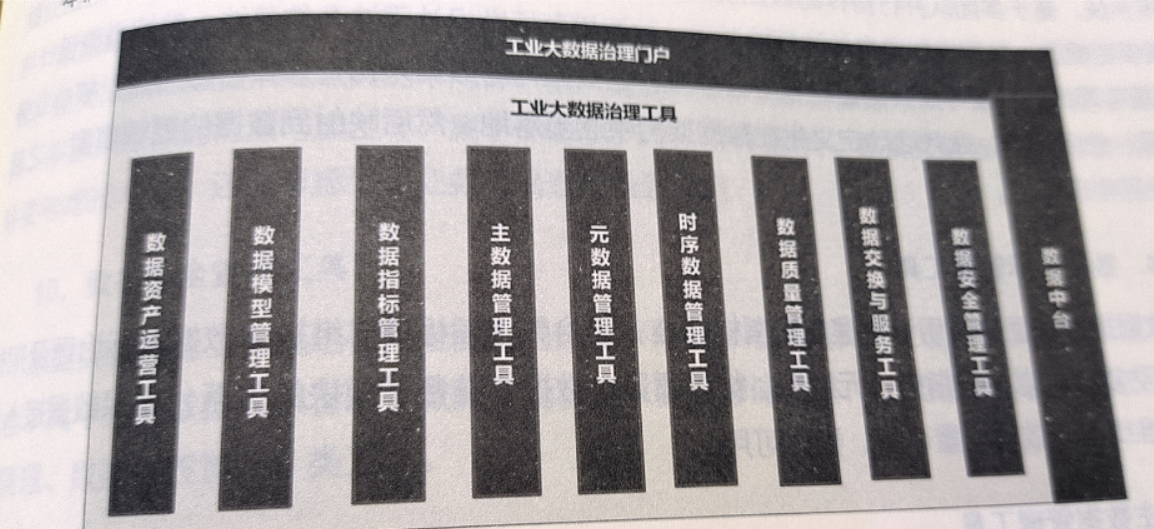 工业大数据治理门户
工业大数据治理工具
数据资产运营工具
数据模型管理工具
数据指标管理工具
主数据管理工具
元数据管理工具
时序数据管理工具
数据质量管理工具
数据交换与服务工具
数据安全管理工具
数据中台